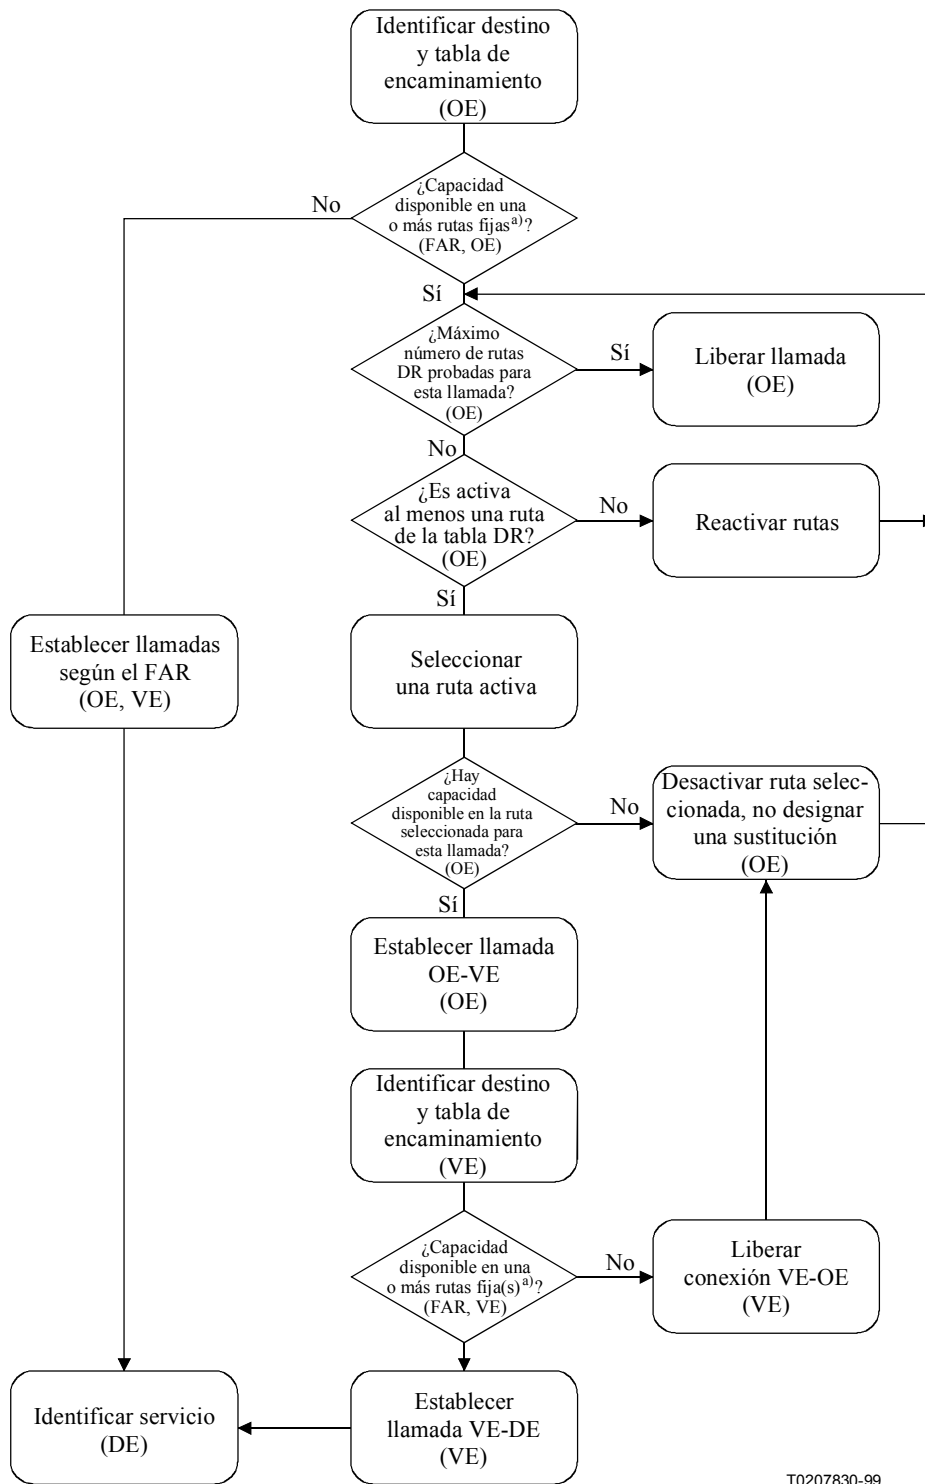 Identificar destino
y tabla de
encaminamiento
(OE)
No
¿Capacidad
disponible en una
o más rutas fijas a)?
(FAR, OE)
Sí
¿Máximo
número de rutas
DR probadas para
esta llamada?
(OE)
Sí
Liberar llamada
(OE)
No
¿Es activa
al menos una ruta
de la tabla DR?
(OE)
No
Reactivar rutas
Sí
Establecer llamadas
según el FAR
(OE, VE)
Seleccionar
una ruta activa
¿Hay
capacidad
disponible en la ruta
seleccionada para
esta llamada?
(OE)
No
Desactivar ruta selec-
cionada, no designar
una sustitución
(OE)
Sí
Establecer llamada
OE-VE
(OE)
Identificar destino
y tabla de
encaminamiento
(VE)
¿Capacidad
disponible en una
o más rutas fija(s) a)?
(FAR, VE)
No
Liberar
conexión VE-OE
(VE)
Identificar servicio
(DE)
Establecer
llamada VE-DE
(VE)
T0207830-99